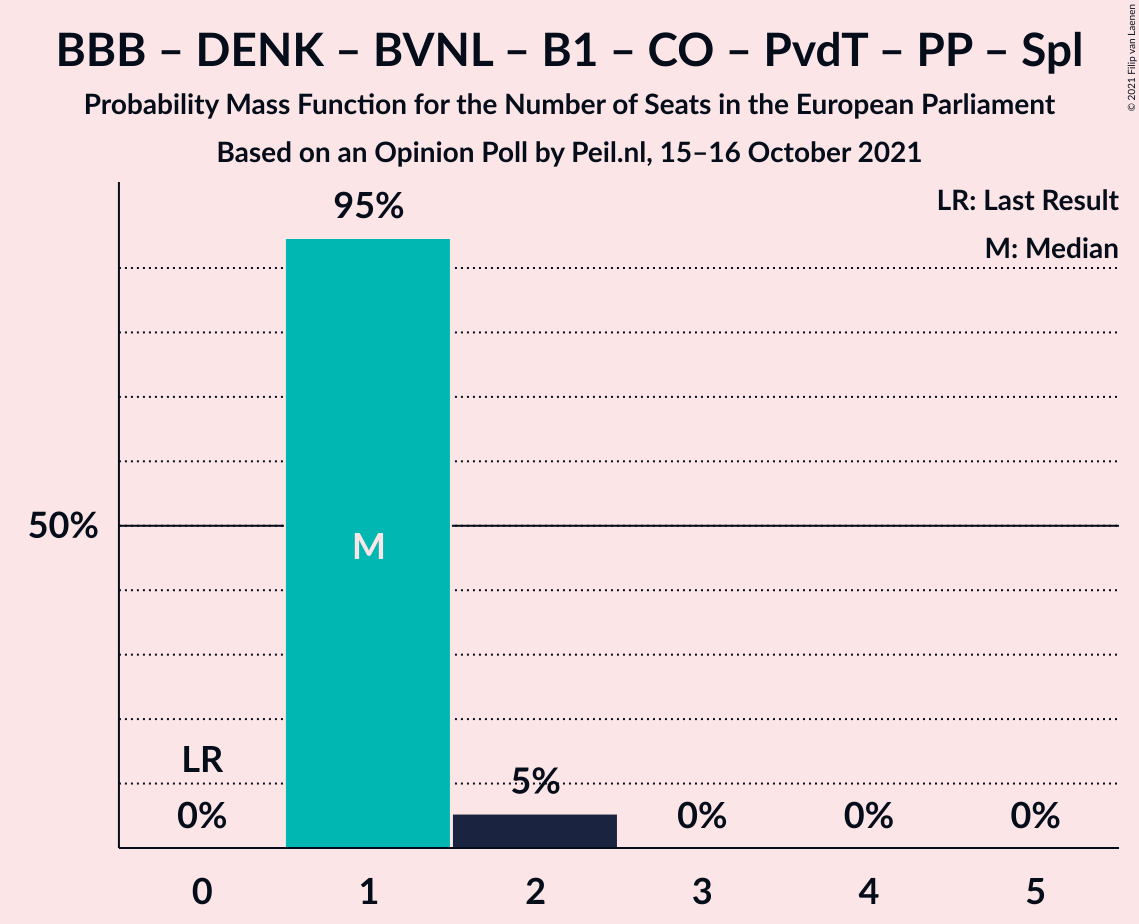 BBB – DENK – BVNL – B1 – CO – PvdT – PP – Spl
Probability Mass Function for the Number of Seats in the European Parliament
Based on an Opinion Poll by Peil.nl, 15–16 October 2021
© 2021 Filip van Laenen
LR: Last Result
M: Median
95%
50%
M
LR
5%
0%
0%
0%
0%
0 1 2 3 4 5